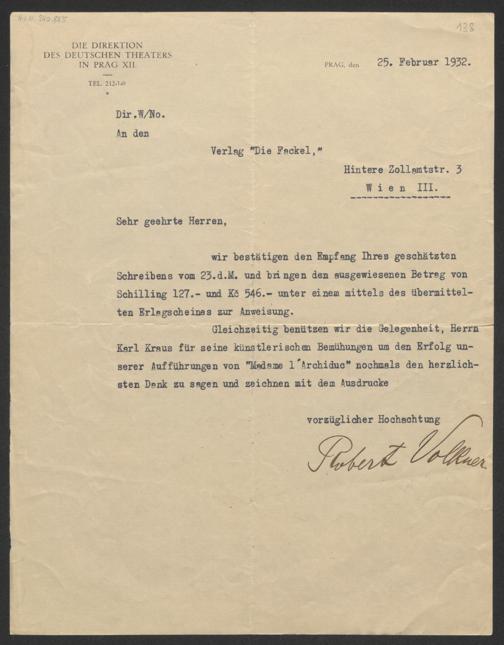 138
DIE DIREKTION
DES DEUTSCHEN THEATERS
IN PRAG XII.
TEL. 212-140
PRAG, den 25. Februar 1932.
Dir.W/No.
An den
Verlag "Die Fackel,"
Hintere Zollamtstr. 3
Wien III.
Sehr geehrte Herren,
wir bestätigen den Empfang Ihres geschätzten
Schreibens vom 23.d.M. und bringen den ausgewiesenen Betrag von
Schilling 127.- und Kč 546.- unter einem mittels des übermittel-
ten Erlagscheines zur Anweisung.
Gleichzeitig benützen wir die Gelegenheit, Herrn
Karl Kraus für seine künstlerischen Bemühungen um den Erfolg un-
serer Aufführungen von "Madame l´Archiduc" nochmals den herzlich-
sten Dank zu sagen und zeichnen mit dem Ausdrucke
vorzüglicher Hochachtung
Robert Volkner